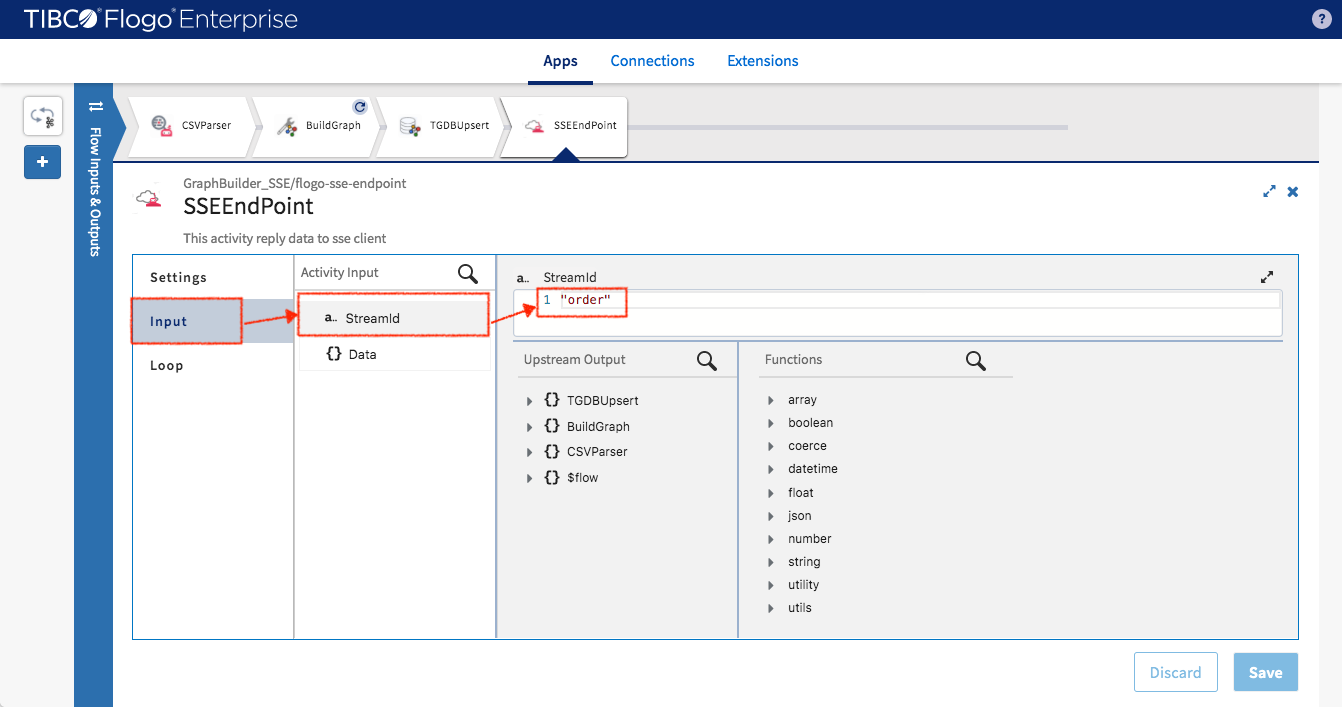 TIBCO® Flogo® Enterprise
?
Apps Connections Extensions
Flow Inputs & Outputs
CSVParser BuildGraph TGDBUpsert SSEEndPoint
GraphBuilder_SSE/flogo-sse-endpoint
SSEEndPoint
This activity reply data to sse client
Settings
Input
Loop
Activity Input
a.. StreamId
{} Data
a.. StreamId
1 "order"
Upstream Output
{} TGDBUpsert
{} BuildGraph
{} CSVParser
{} $flow
Functions
array
boolean
coerce
datetime
float
json
number
string
utility
utils
Discard Save